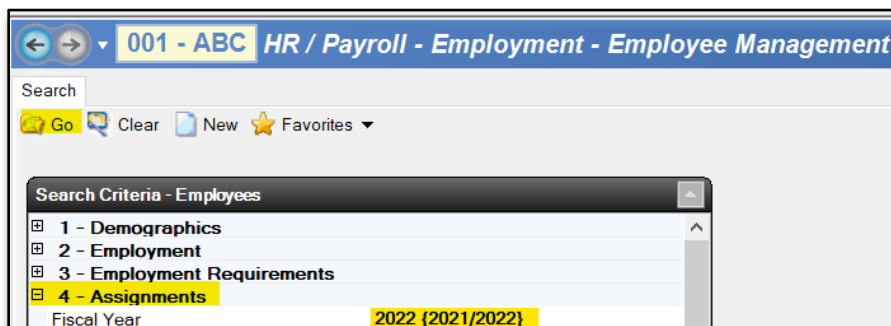 001 - ABC HR / Payroll - Employment - Employee Management
Search
Go Clear New Favorites
Search Criteria - Employees
1 - Demographics
2 - Employment
3 - Employment Requirements
4 - Assignments
Fiscal Year 2022 {2021/2022}